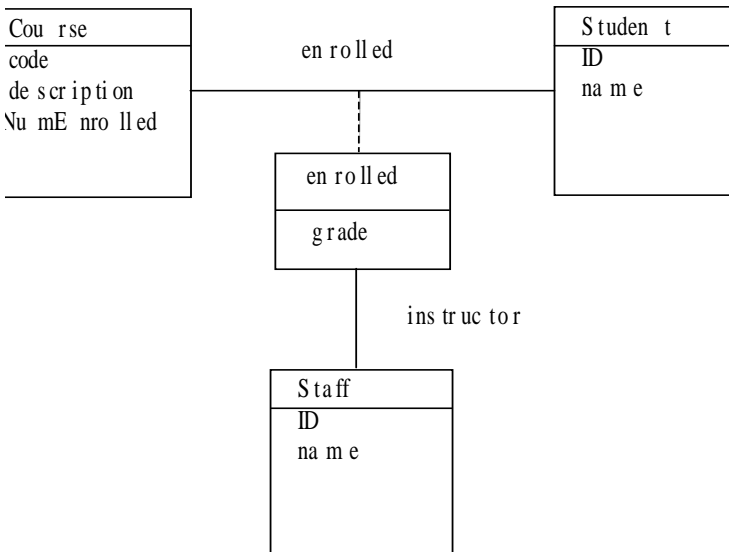 Course
code
description
NumEnrolled
enrolled
Student
ID
name
enrolled
grade
instructor
Staff
ID
name